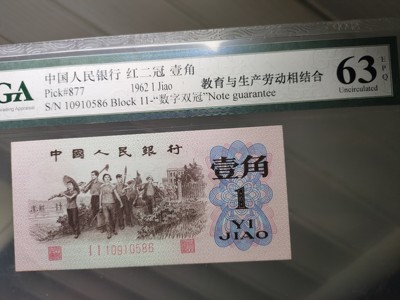 中国人民银行 红二冠 壹角
Pick#877 1962 1 Jiao 教育与生产劳动相结合
S/N 10910586 Block 11-“数字双冠”Note guarantee
GA
63 EPQ
Uncirculated
中国人民银行
壹角
1
YI
JIAO
II 10910586